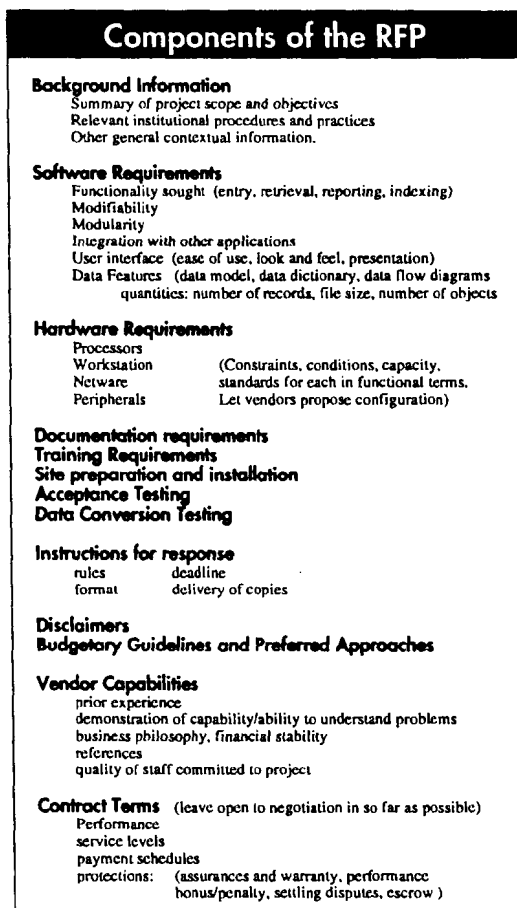 Components of the RFP
Background Information
Summary of project scope and objectives
Relevant institutional procedures and practices
Other general contextual information.
Software Requirements
Functionality sought (entry, retrieval, reporting, indexing)
Modifiability
Modularity
Integration with other applications
User interface (ease of use, look and feel, presentation)
Data Features (data model, data dictionary, data flow diagrams
quantities: number of records, file size, number of objects
Hardware Requirements
Processors
Workstation (Constraints, conditions, capacity,
Netware standards for each in functional terms.
Peripherals Let vendors propose configuration)
Documentation requirements
Training Requirements
Site preparation and installation
Acceptance Testing
Data Conversion Testing
Instructions for response
rules deadline
format delivery of copies
Disclaimers
Budgetary Guidelines and Preferred Approaches
Vendor Capabilities
prior experience
demonstration of capability/ability to understand problems
business philosophy, financial stability
references
quality of staff committed to project
Contract Terms (leave open to negotiation in so far as possible)
Performance
service levels
payment schedules
protections: (assurances and warranty, performance
bonus/penalty, settling disputes, escrow )